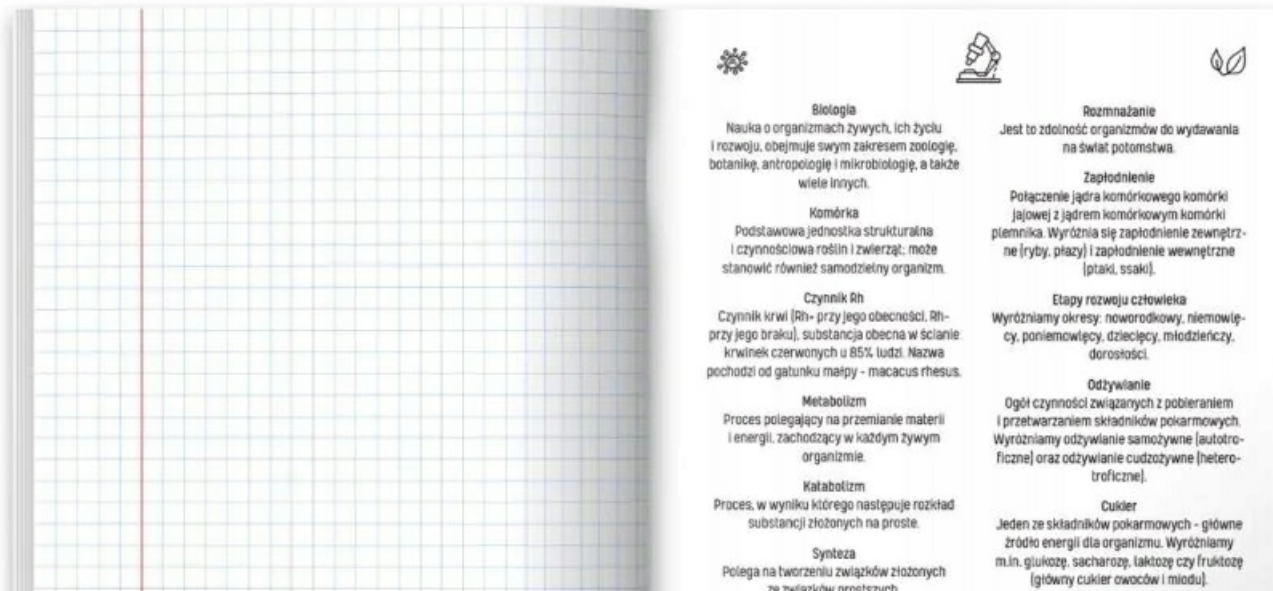 Biologia
Nauka o organizmach żywych, ich życiu
i rozwoju, obejmuje swym zakresem zoologię,
botanikę, antropologię i mikrobiologię, a także
wiele innych.
Komórka
Podstawowa jednostka strukturalna
i czynnościowa roślin i zwierząt; może
stanowić również samodzielny organizm.
Czynnik Rh
Czynnik krwi (Rh+ przy jego obecności, Rh-
przy jego braku), substancja obecna w ścianie
krwinek czerwonych u 85% ludzi. Nazwa
pochodzi od gatunku małpy - macacus rhesus.
Metabolizm
Proces polegający na przemianie materii
i energii, zachodzący w każdym żywym
organizmie.
Katabolizm
Proces, w wyniku którego następuje rozkład
substancji złożonych na proste.
Synteza
Polega na tworzeniu związków złożonych
ze związków prostszych.
Rozmnażanie
Jest to zdolność organizmów do wydawania
na świat potomstwa.
Zapłodnienie
Połączenie jądra komórkowego komórki
jajowej z jądrem komórkowym komórki
plemnika. Wyróżnia się zapłodnienie zewnętrz-
ne (ryby, płazy) i zapłodnienie wewnętrzne
(ptaki, ssaki).
Etapy rozwoju człowieka
Wyróżniamy okresy: noworodkowy, niemowlę-
cy, poniemowlęcy, dziecięcy, młodzieńczy,
dorosłości.
Odżywianie
Ogół czynności związanych z pobieraniem
i przetwarzaniem składników pokarmowych.
Wyróżniamy odżywianie samożywne (autotro-
ficzne) oraz odżywianie cudzożywne (hetero-
troficzne).
Cukier
Jeden ze składników pokarmowych - główne
źródło energii dla organizmu. Wyróżniamy
m.in. glukozę, sacharozę, laktozę czy fruktozę
(główny cukier owoców i miodu).